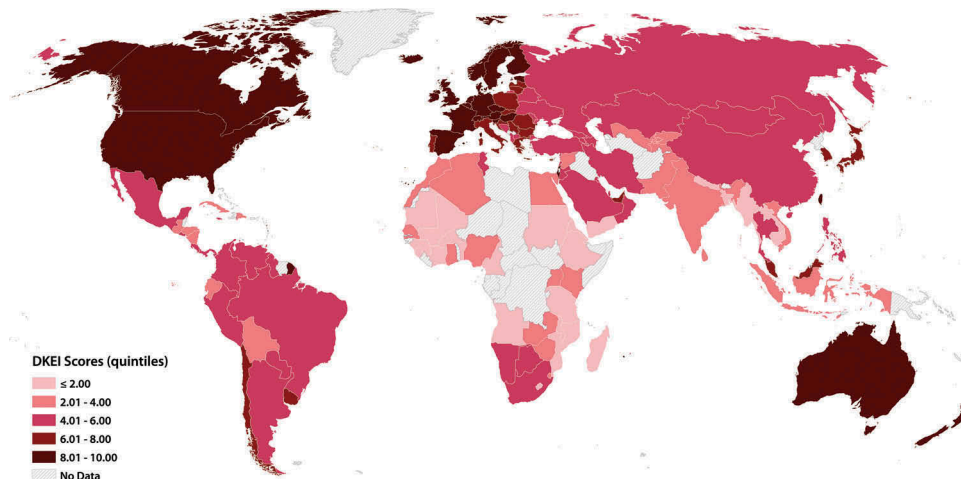 DKEI Scores (quintiles)
≤ 2.00
2.01 - 4.00
4.01 - 6.00
6.01 - 8.00
8.01 - 10.00
No Data